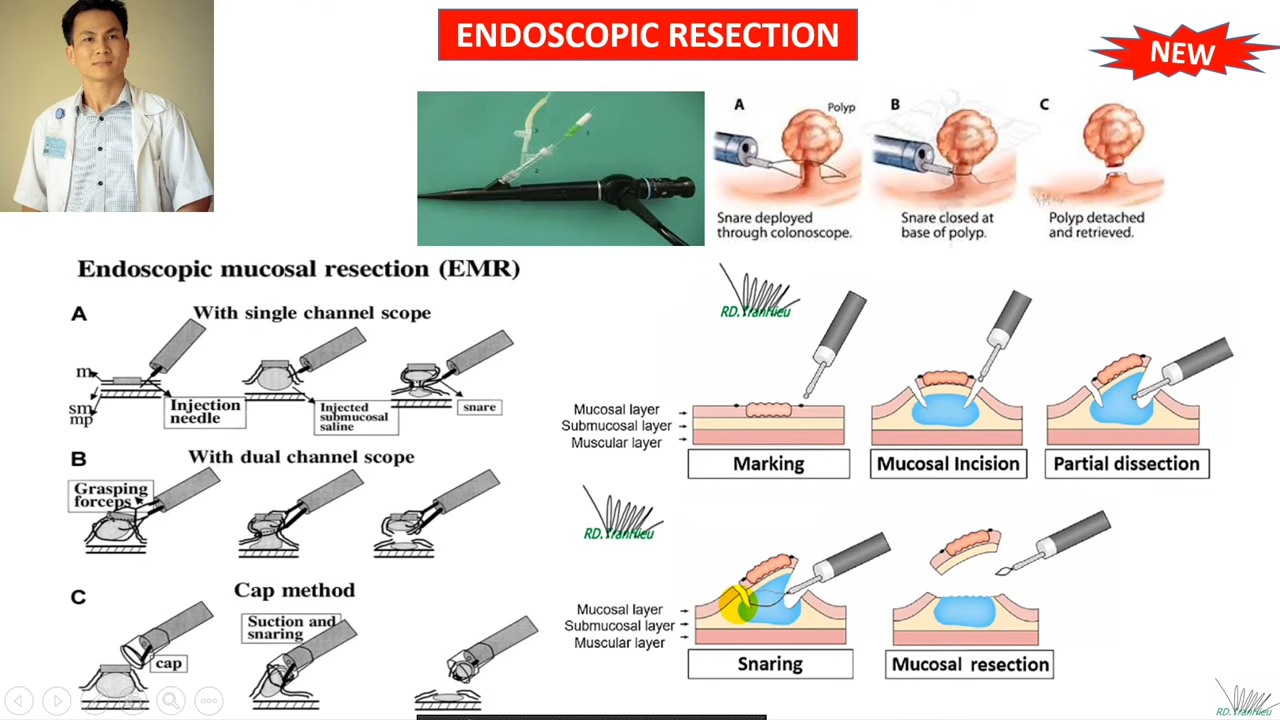 ENDOSCOPIC RESECTION
NEW
A
Polyp
B
C
Snare deployed
through colonoscope.
Snare closed at
base of polyp.
Polyp detached
and retrieved.
1
2
3
Endoscopic mucosal resection (EMR)
A
With single channel scope
m
sm
mp
Injection
needle
Injected
submucosal
saline
snare
B
With dual channel scope
Grasping
forceps
C
Cap method
cap
Suction and
snaring
RD.TranHieu
Mucosal layer
Submucosal layer
Muscular layer
Marking
Mucosal Incision
Partial dissection
RD.TranHieu
Mucosal layer
Submucosal layer
Muscular layer
Snaring
Mucosal resection
RD.TranHieu